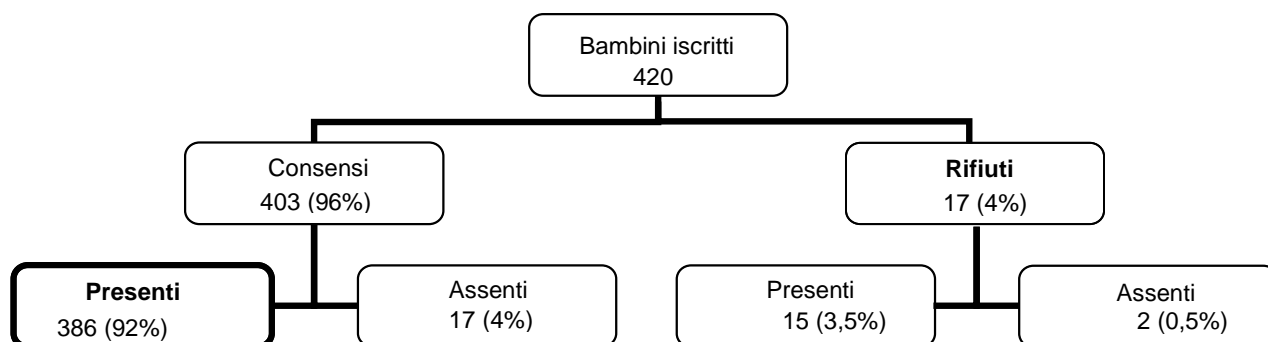 Bambini iscritti
420
Consensi
403 (96%)
Rifiuti
17 (4%)
Presenti
386 (92%)
Assenti
17 (4%)
Presenti
15 (3,5%)
Assenti
2 (0,5%)